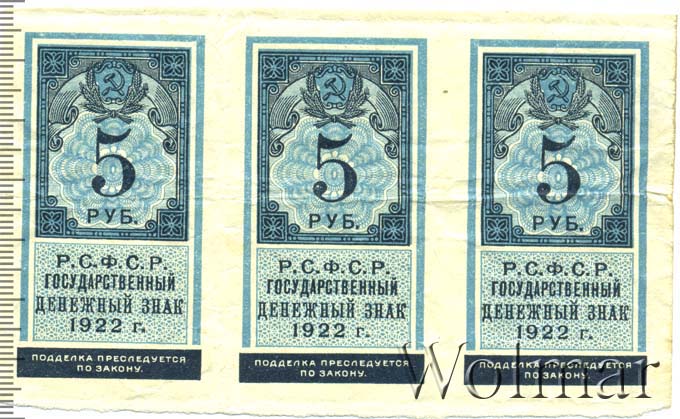 5
РУБ.
Р.С.Ф.С.Р.
ГОСУДАРСТВЕННЫЙ
ДЕНЕЖНЫЙ ЗНАК
1922 г.
ПОДДЕЛКА ПРЕСЛЕДУЕТСЯ
ПО ЗАКОНУ.
5
РУБ.
Р.С.Ф.С.Р.
ГОСУДАРСТВЕННЫЙ
ДЕНЕЖНЫЙ ЗНАК
1922 г.
ПОДДЕЛКА ПРЕСЛЕДУЕТСЯ
ПО ЗАКОНУ.
5
РУБ.
Р.С.Ф.С.Р.
ГОСУДАРСТВЕННЫЙ
ДЕНЕЖНЫЙ ЗНАК
1922 г.
ПОДДЕЛКА ПРЕСЛЕДУЕТСЯ
ПО ЗАКОНУ.
Wolmar